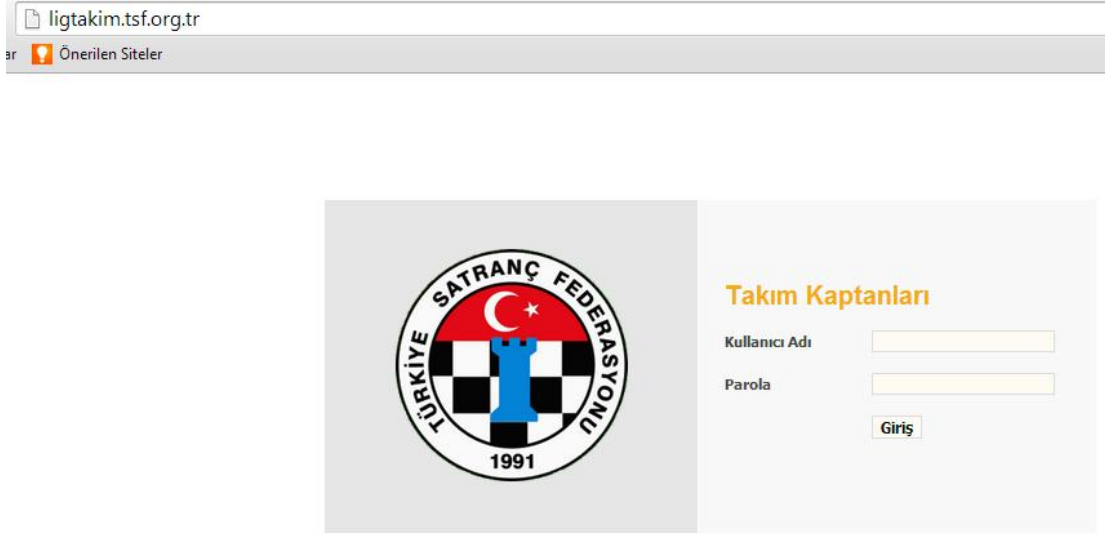 ligtakim.tsf.org.tr
ar Önerilen Siteler
TÜRKİYE SATRANÇ FEDERASYONU
1991
Takım Kaptanları
Kullanıcı Adı
Parola
Giriş